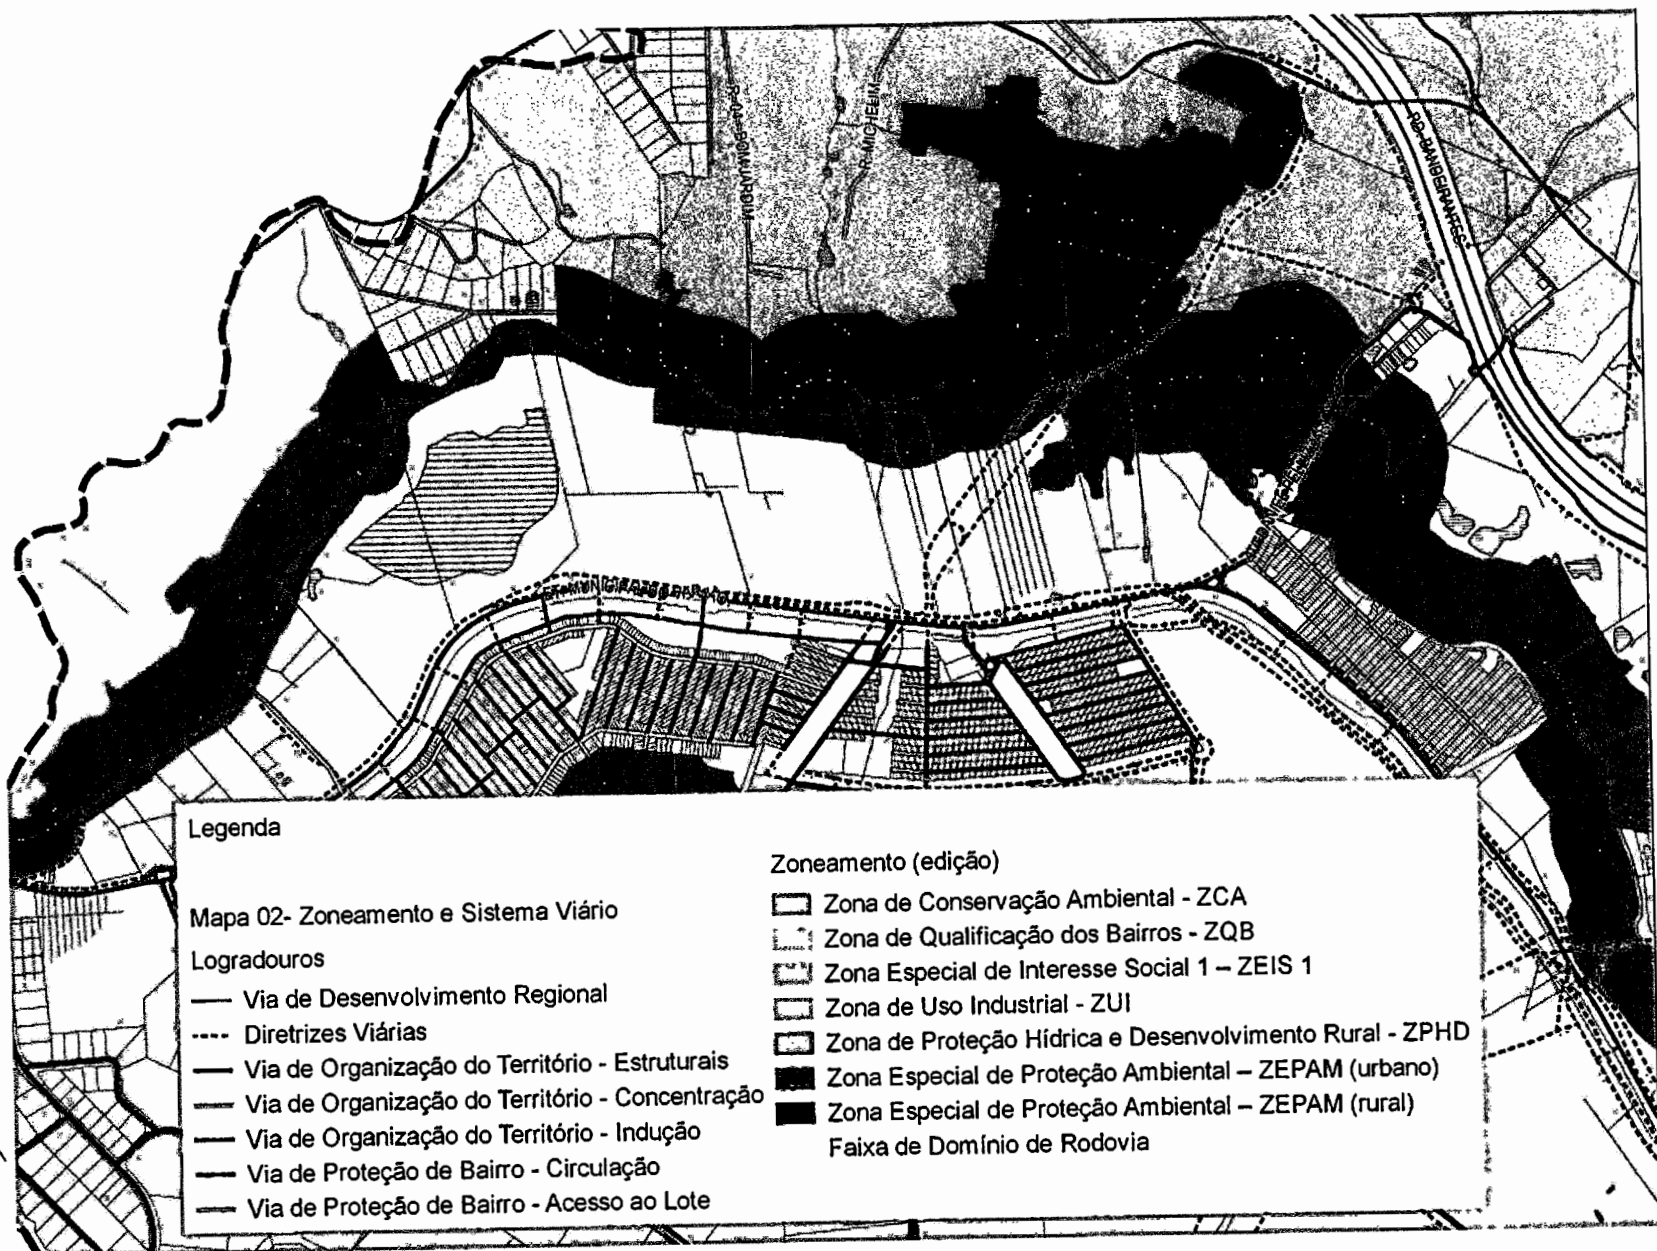 R. MICHELIM
RD. BANDEIRANTES
Legenda
Mapa 02- Zoneamento e Sistema Viário
Logradouros
Via de Desenvolvimento Regional
Diretrizes Viárias
Via de Organização do Território - Estruturais
Via de Organização do Território - Concentração
Via de Organização do Território - Indução
Via de Proteção de Bairro - Circulação
Via de Proteção de Bairro - Acesso ao Lote
Zoneamento (edição)
Zona de Conservação Ambiental - ZCA
Zona de Qualificação dos Bairros - ZQB
Zona Especial de Interesse Social 1 – ZEIS 1
Zona de Uso Industrial - ZUI
Zona de Proteção Hídrica e Desenvolvimento Rural - ZPHD
Zona Especial de Proteção Ambiental – ZEPAM (urbano)
Zona Especial de Proteção Ambiental – ZEPAM (rural)
Faixa de Domínio de Rodovia